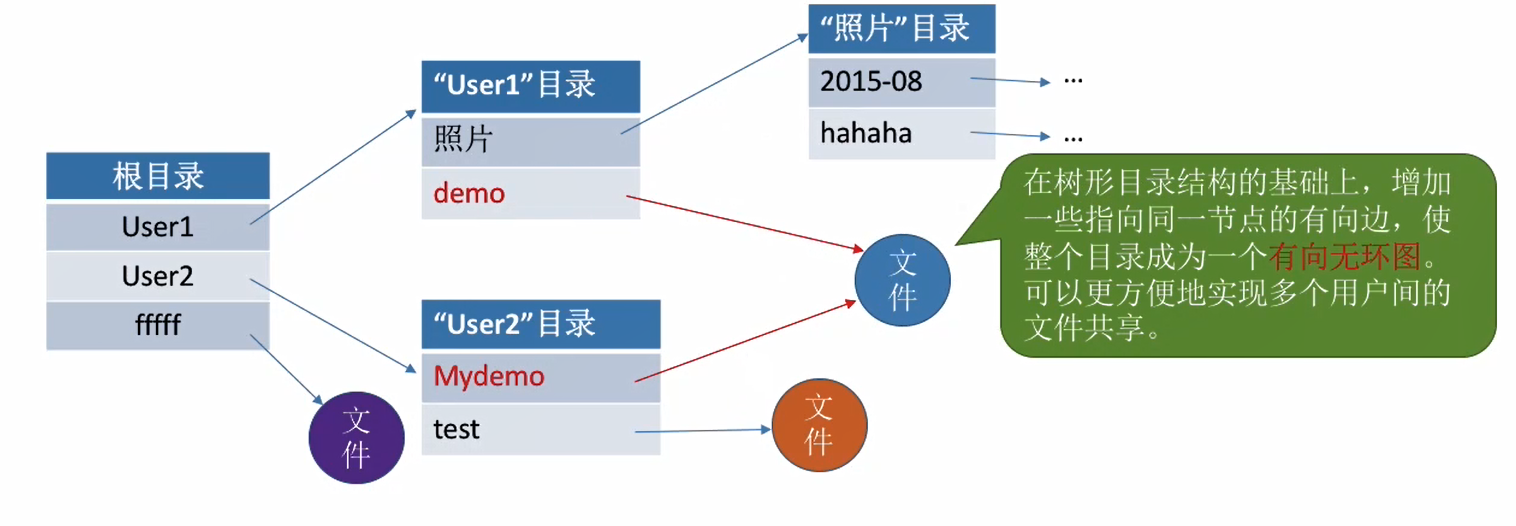 根目录
User1
User2
fffff
文
件
“User1”目录
照片
demo
“User2”目录
Mydemo
test
“照片”目录
2015-08
...
hahaha
...
文
件
文
件
在树形目录结构的基础上，增加
一些指向同一节点的有向边，使
整个目录成为一个有向无环图。
可以更方便地实现多个用户间的
文件共享。